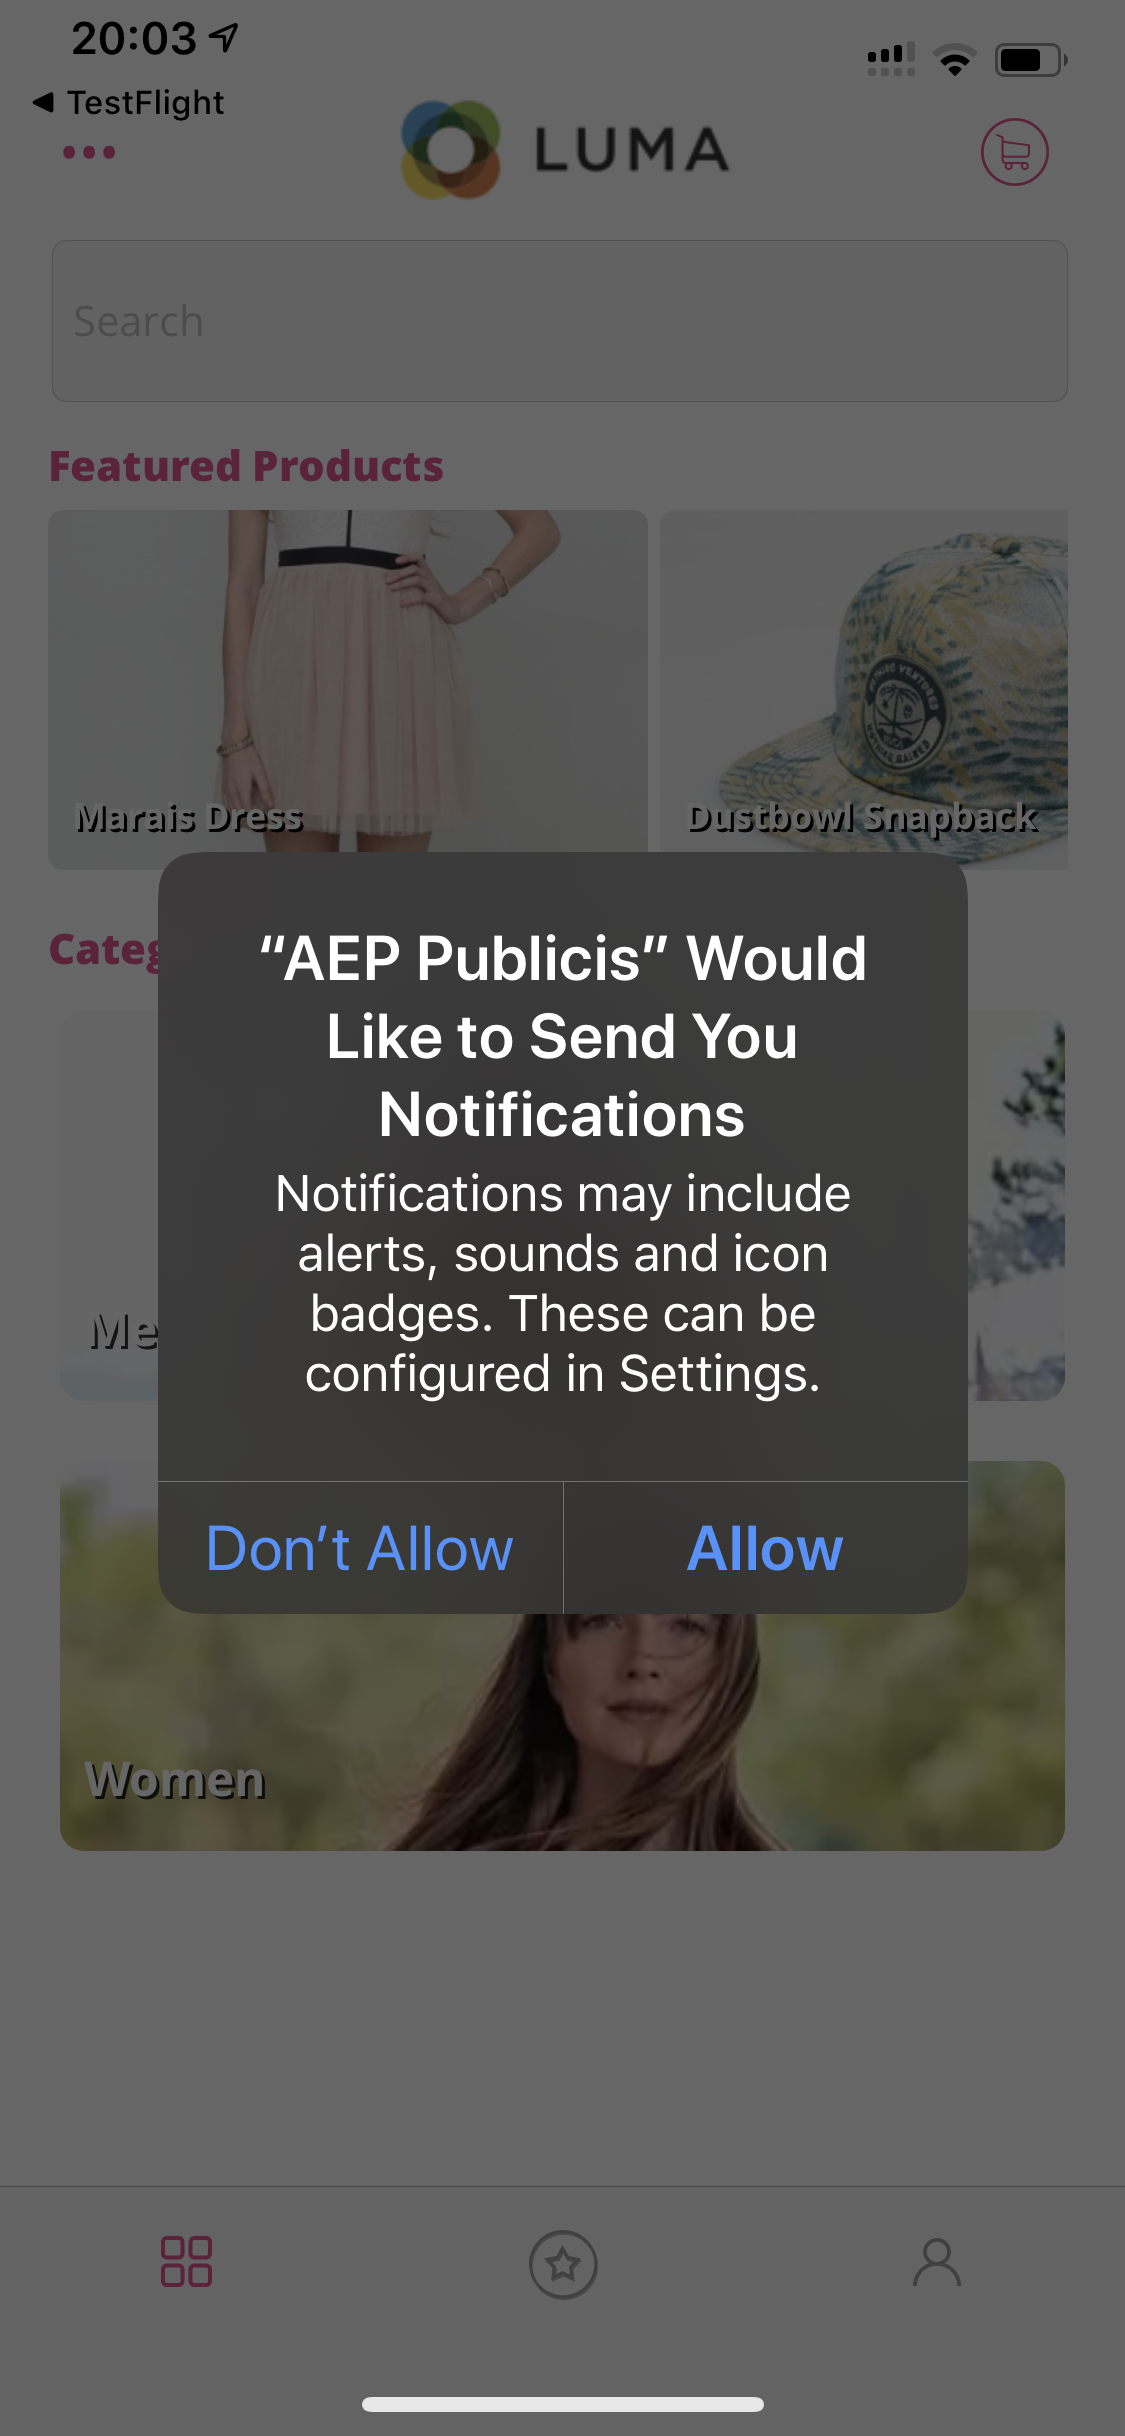 20:03
TestFlight
LUMA
Search
Featured Products
Marais Dress
Dustbowl Snapback
Categ
“AEP Publicis” Would
Like to Send You
Notifications
Notifications may include
alerts, sounds and icon
badges. These can be
configured in Settings.
Me
Don’t Allow
Allow
Women